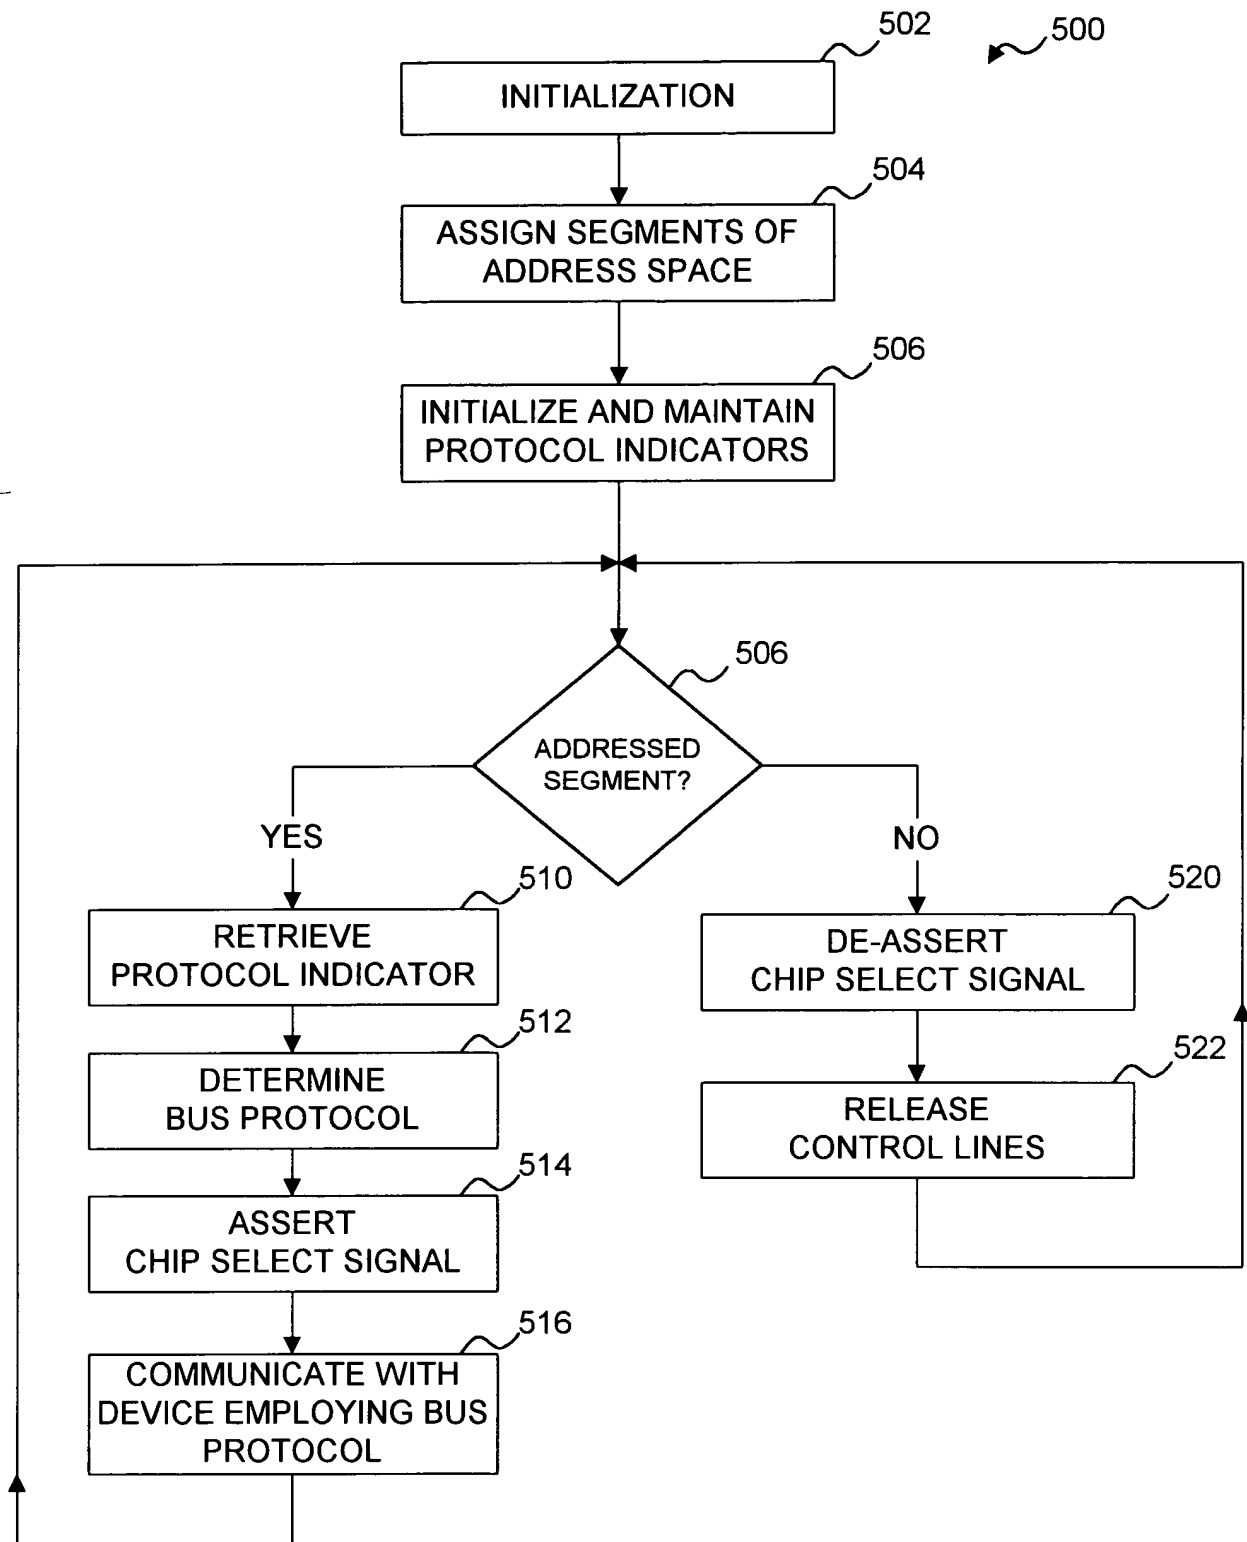 502
500
INITIALIZATION
504
ASSIGN SEGMENTS OF
ADDRESS SPACE
506
INITIALIZE AND MAINTAIN
PROTOCOL INDICATORS
506
ADDRESSED
SEGMENT?
YES
NO
510
RETRIEVE
PROTOCOL INDICATOR
512
DETERMINE
BUS PROTOCOL
514
ASSERT
CHIP SELECT SIGNAL
516
COMMUNICATE WITH
DEVICE EMPLOYING BUS
PROTOCOL
520
DE-ASSERT
CHIP SELECT SIGNAL
522
RELEASE
CONTROL LINES